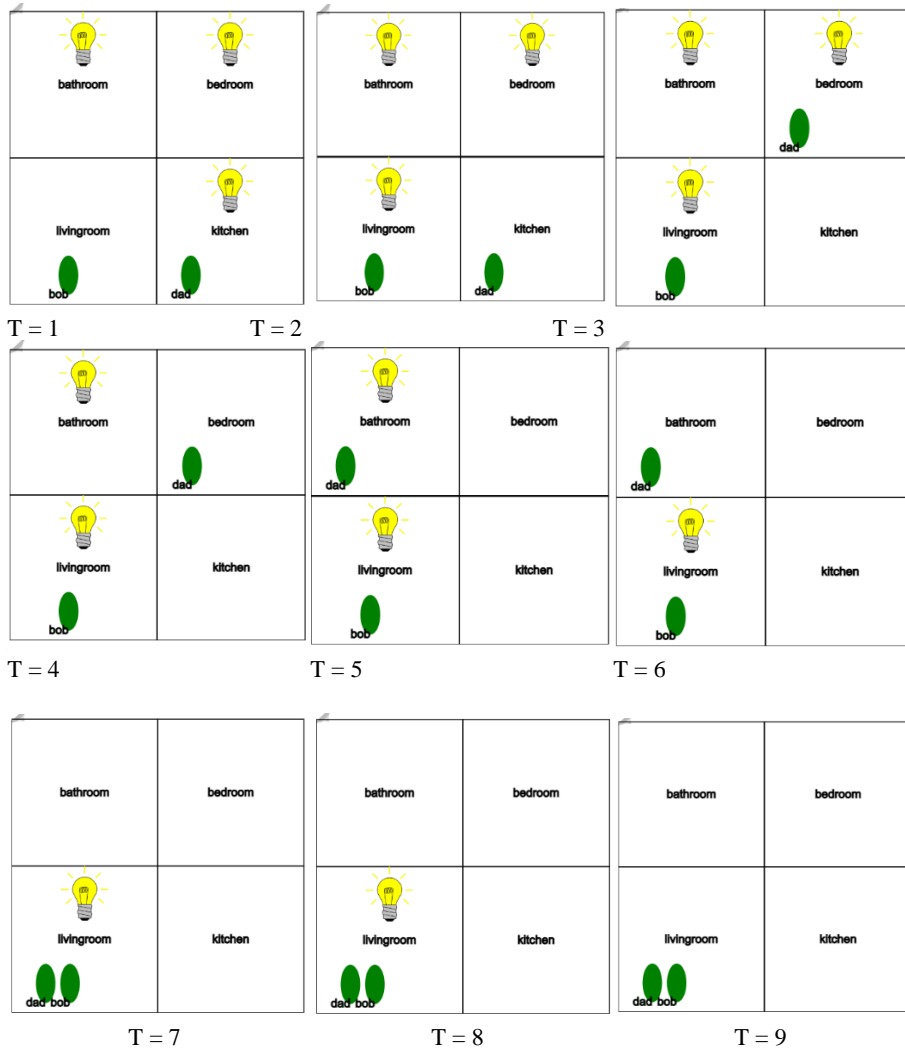 bathroom bedroom bathroom bedroom bathroom bedroom
dad
livingroom kitchen livingroom kitchen livingroom kitchen
bob dad bob dad bob
T = 1 T = 2 T = 3
bathroom bedroom bathroom bedroom bathroom bedroom
dad dad dad
livingroom kitchen livingroom kitchen livingroom kitchen
bob bob bob
T = 4 T = 5 T = 6
bathroom bedroom bathroom bedroom bathroom bedroom
livingroom kitchen livingroom kitchen livingroom kitchen
dad bob dad bob dad bob
T = 7 T = 8 T = 9